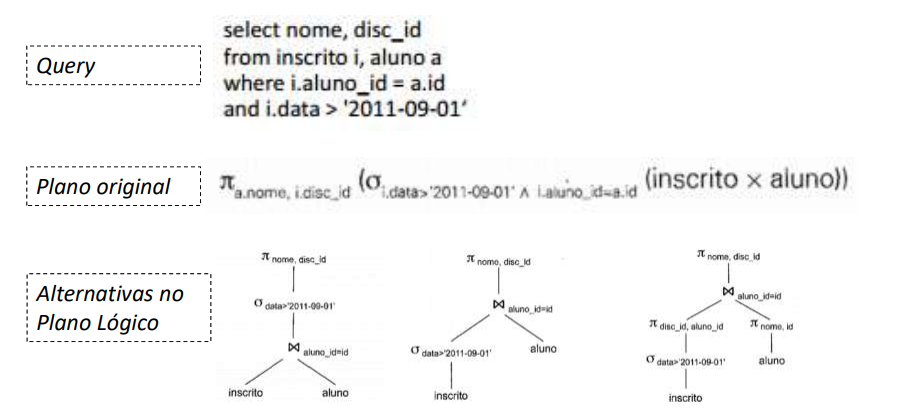 Query
select nome, disc_id
from inscrito i, aluno a
where i.aluno_id = a.id
and i.data > '2011-09-01'
Plano original
π a.nome, i.disc_id (σ i.data>'2011-09-01' ∧ i.aluno_id=a.id (inscrito × aluno))
Alternativas no
Plano Lógico
π nome, disc_id
σ data>'2011-09-01'
⋈ aluno_id=id
inscrito aluno
π nome, disc_id
⋈ aluno_id=id
σ data>'2011-09-01' aluno
inscrito
π nome, disc_id
⋈ aluno_id=id
π disc_id, aluno_id π nome, id
σ data>'2011-09-01' aluno
inscrito